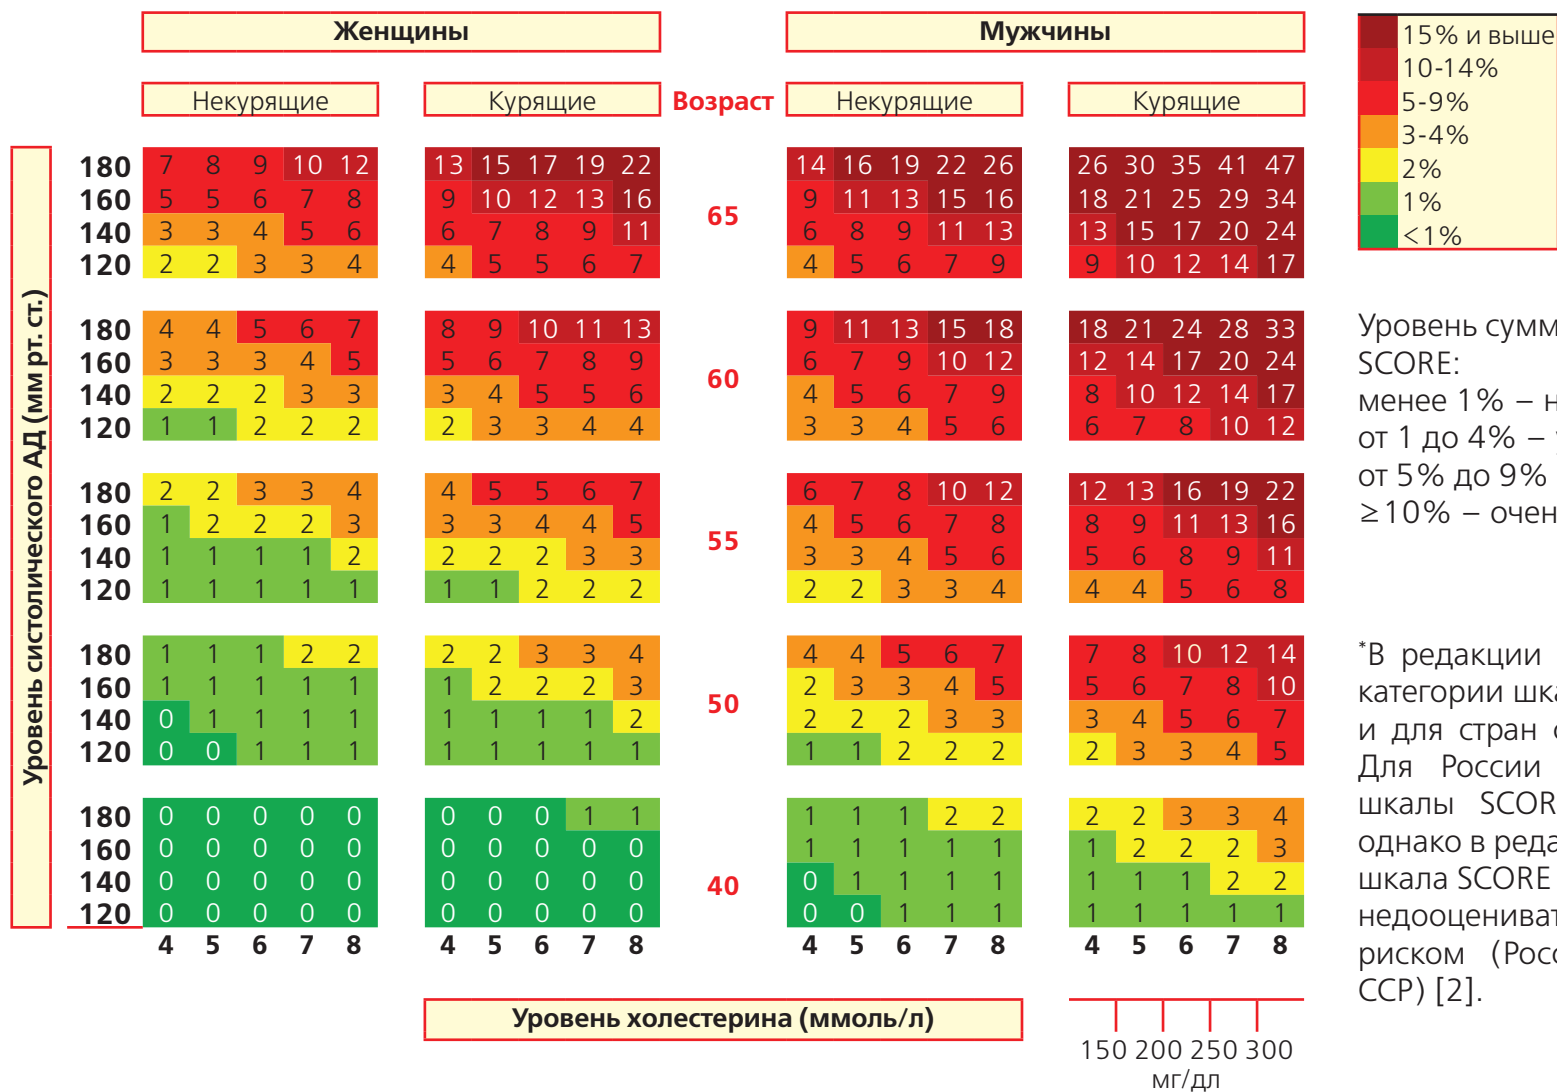 Женщины Мужчины
Некурящие Курящие Возраст Некурящие Курящие
Уровень систолического АД (мм рт. ст.)
180 7 8 9 10 12 13 15 17 19 22 14 16 19 22 26 26 30 35 41 47
160 5 5 6 7 8 9 10 12 13 16 9 11 13 15 16 18 21 25 29 34
65
140 3 3 4 5 6 6 7 8 9 11 6 8 9 11 13 13 15 17 20 24
120 2 2 3 3 4 4 5 5 6 7 4 5 6 7 9 9 10 12 14 17
180 4 4 5 6 7 8 9 10 11 13 9 11 13 15 18 18 21 24 28 33
160 3 3 3 4 5 5 6 7 8 9 6 7 9 10 12 12 14 17 20 24
60
140 2 2 2 3 3 3 4 5 5 6 4 5 6 7 9 8 10 12 14 17
120 1 1 2 2 2 2 3 3 4 4 3 3 4 5 6 6 7 8 10 12
180 2 2 3 3 4 4 5 5 6 7 6 7 8 10 12 12 13 16 19 22
160 1 2 2 2 3 3 3 4 4 5 4 5 6 7 8 8 9 11 13 16
55
140 1 1 1 1 2 2 2 2 3 3 3 3 4 5 6 5 6 8 9 11
120 1 1 1 1 1 1 1 2 2 2 2 2 3 3 4 4 4 5 6 8
180 1 1 1 2 2 2 2 3 3 4 4 4 5 6 7 7 8 10 12 14
160 1 1 1 1 1 1 2 2 2 3 2 3 3 4 5 5 6 7 8 10
50
140 0 1 1 1 1 1 1 1 1 2 2 2 2 3 3 3 4 5 6 7
120 0 0 1 1 1 1 1 1 1 1 1 1 2 2 2 2 3 3 4 5
180 0 0 0 0 0 0 0 0 1 1 1 1 1 2 2 2 2 3 3 4
160 0 0 0 0 0 0 0 0 0 0 1 1 1 1 1 1 2 2 2 3
40
140 0 0 0 0 0 0 0 0 0 0 0 1 1 1 1 1 1 1 2 2
120 0 0 0 0 0 0 0 0 0 0 0 0 1 1 1 1 1 1 1 1
4 5 6 7 8 4 5 6 7 8 4 5 6 7 8 4 5 6 7 8
Уровень холестерина (ммоль/л)
150 200 250 300
мг/дл
15% и выше
10-14%
5-9%
3-4%
2%
1%
<1%
Уровень сумм
SCORE:
менее 1% – н
от 1 до 4% –
от 5% до 9%
≥10% – очен
*В редакции
категории шка
и для стран
Для России
шкалы SCOR
однако в реда
шкала SCORE
недооцениват
риском (Росс
ССР) [2].